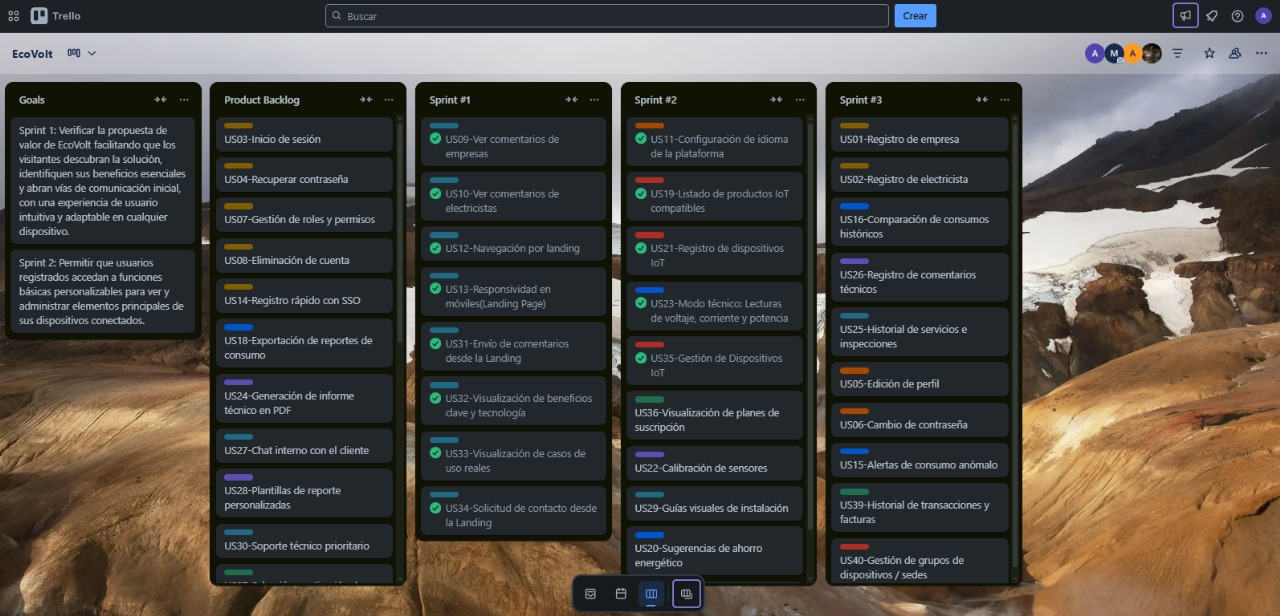 Trello
Buscar
Crear
A
EcoVolt
A
M
A
Goals
Sprint 1: Verificar la propuesta de
valor de EcoVolt facilitando que los
visitantes descubran la solución,
identifiquen sus beneficios esenciales
y abran vías de comunicación inicial,
con una experiencia de usuario
intuitiva y adaptable en cualquier
dispositivo.
Sprint 2: Permitir que usuarios
registrados accedan a funciones
básicas personalizables para ver y
administrar elementos principales de
sus dispositivos conectados.
Product Backlog
US03-Inicio de sesión
US04-Recuperar contraseña
US07-Gestión de roles y permisos
US08-Eliminación de cuenta
US14-Registro rápido con SSO
US18-Exportación de reportes de
consumo
US24-Generación de informe
técnico en PDF
US27-Chat interno con el cliente
US28-Plantillas de reporte
personalizadas
US30-Soporte técnico prioritario
Sprint #1
US09-Ver comentarios de
empresas
US10-Ver comentarios de
electricistas
US12-Navegación por landing
US13-Responsividad en
móviles(Landing Page)
US31-Envío de comentarios
desde la Landing
US32-Visualización de beneficios
clave y tecnología
US33-Visualización de casos de
uso reales
US34-Solicitud de contacto desde
la Landing
Sprint #2
US11-Configuración de idioma
de la plataforma
US19-Listado de productos IoT
compatibles
US21-Registro de dispositivos
IoT
US23-Modo técnico: Lecturas
de voltaje, corriente y potencia
US35-Gestión de Dispositivos
IoT
US36-Visualización de planes de
suscripción
US22-Calibración de sensores
US29-Guías visuales de instalación
US20-Sugerencias de ahorro
energético
Sprint #3
US01-Registro de empresa
US02-Registro de electricista
US16-Comparación de consumos
históricos
US26-Registro de comentarios
técnicos
US25-Historial de servicios e
inspecciones
US05-Edición de perfil
US06-Cambio de contraseña
US15-Alertas de consumo anómalo
US39-Historial de transacciones y
facturas
US40-Gestión de grupos de
dispositivos / sedes